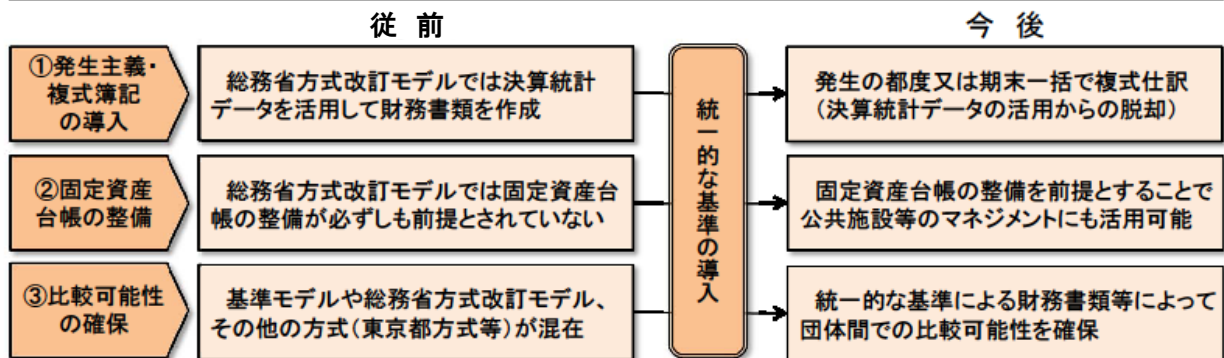 従 前
今 後
①発生主義・
複式簿記
の導入
総務省方式改訂モデルでは決算統計
データを活用して財務書類を作成
統一的な基準の導入
発生の都度又は期末一括で複式仕訳
（決算統計データの活用からの脱却）
②固定資産
台帳の整備
総務省方式改訂モデルでは固定資産台
帳の整備が必ずしも前提とされていない
固定資産台帳の整備を前提とすることで
公共施設等のマネジメントにも活用可能
③比較可能性
の確保
基準モデルや総務省方式改訂モデル、
その他の方式（東京都方式等）が混在
統一的な基準による財務書類等によって
団体間での比較可能性を確保